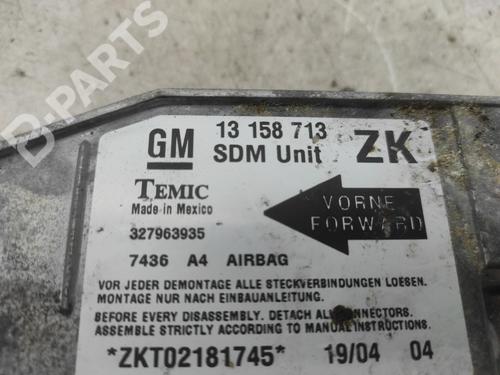 B-PARTS
GM 13 158 713 ZK
SDM Unit
TEMIC
Made in Mexico
VORNE
FORWARD
327963935
7436 A4 AIRBAG
VOR JEDER DEMONTAGE ALLE STECKVERBINDUNGEN LOESEN.
MONTAGE NUR NACH EINBAUANLEITUNG.
BEFORE EVERY DISASSEMBLY. DETACH ALL CONNECTORS.
ASSEMBLE STRICTLY ACCORDING TO MANUAL INSTRUCTIONS.
*ZKT02181745* 19/04 04